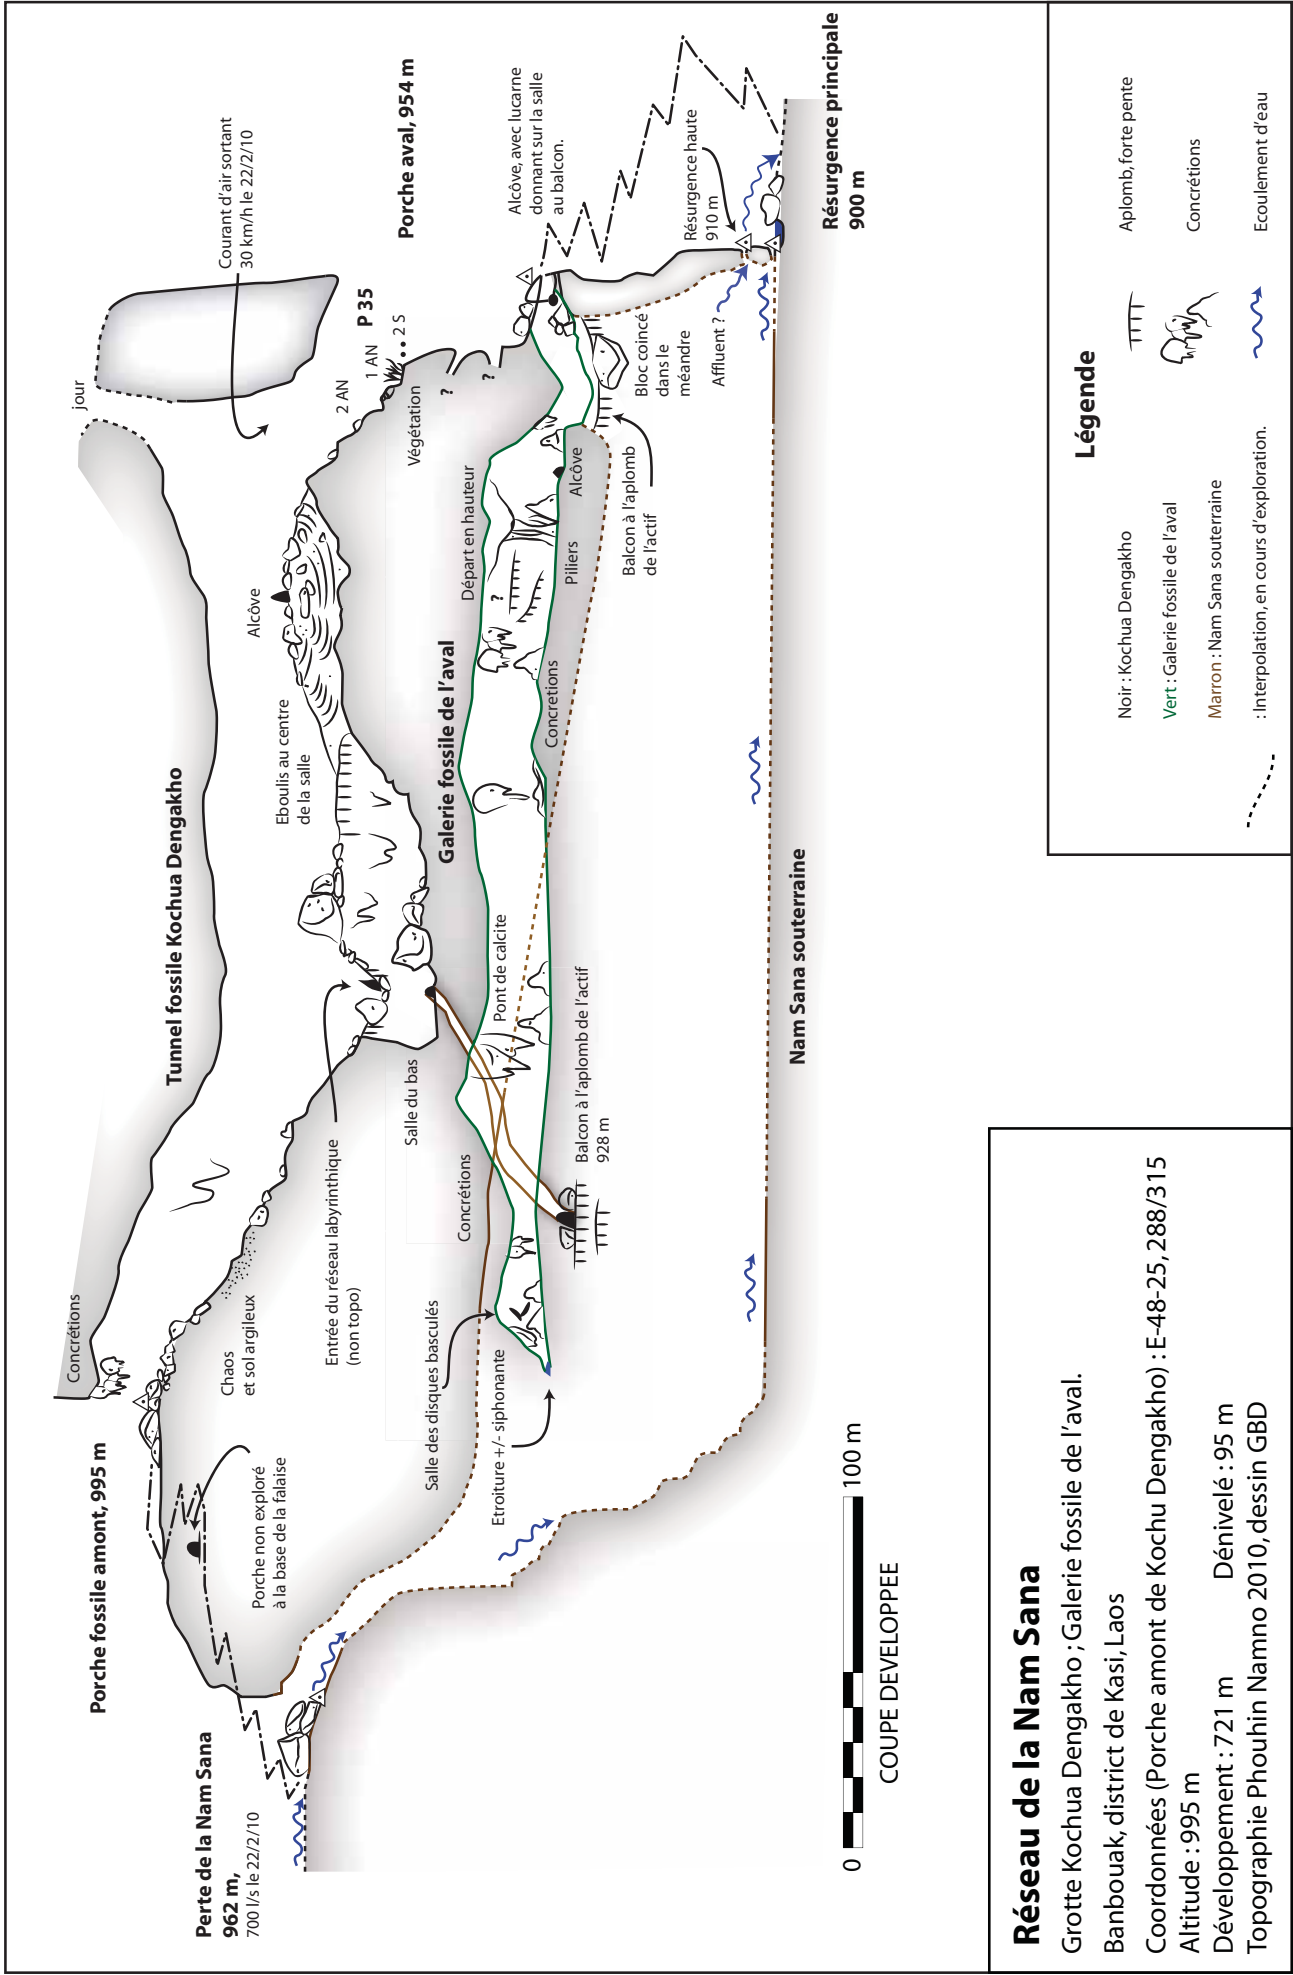 Perte de la Nam Sana
962 m,
700 l/s le 22/2/10
Porche fossile amont, 995 m
Porche non exploré
à la base de la falaise
Concrétions
Chaos
et sol argileux
Tunnel fossile Kochua Dengakho
Entrée du réseau labyrinthique
(non topo)
Salle du bas
Eboulis au centre
de la salle
Alcôve
jour
Courant d'air sortant
30 km/h le 22/2/10
2 AN
1 AN
P 35
2 S
Végétation
?
?
Porche aval, 954 m
Alcôve, avec lucarne
donnant sur la salle
au balcon.
Galerie fossile de l'aval
Départ en hauteur
?
Salle des disques basculés
Etroiture +/- siphonante
Concrétions
Pont de calcite
Balcon à l'aplomb de l'actif
928 m
Concrétions
Piliers
Alcôve
Balcon à l'aplomb
de l'actif
Bloc coincé
dans le
méandre
Affluent ?
Résurgence haute
910 m
Résurgence principale
900 m
Nam Sana souterraine
0
100 m
COUPE DEVELOPPEE
Réseau de la Nam Sana
Grotte Kochua Dengakho ; Galerie fossile de l'aval.
Banbouak, district de Kasi, Laos
Coordonnées (Porche amont de Kochu Dengakho) : E-48-25, 288/315
Altitude : 995 m
Développement : 721 m Dénivelé : 95 m
Topographie Phouhin Namno 2010, dessin GBD
Légende
Noir : Kochua Dengakho
Vert : Galerie fossile de l'aval
Marron : Nam Sana souterraine
: Interpolation, en cours d'exploration.
Aplomb, forte pente
Concrétions
Ecoulement d'eau